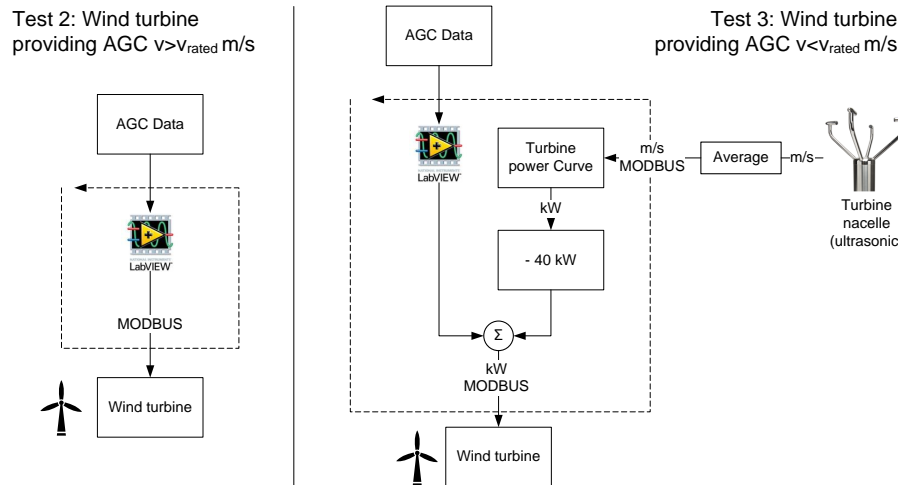 Test 2: Wind turbine
providing AGC v>vrated m/s
AGC Data
LabVIEW
MODBUS
Wind turbine
Test 3: Wind turbine
providing AGC v<vrated m/s
AGC Data
LabVIEW
Turbine
power Curve
m/s
MODBUS
Average
m/s
Turbine
nacelle
(ultrasonic
kW
- 40 kW
Σ
kW
MODBUS
Wind turbine